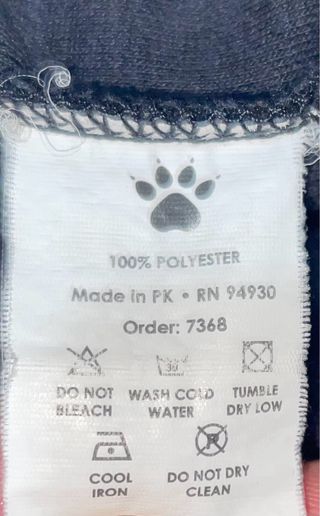 100% POLYESTER
Made in PK • RN 94930
Order: 7368
30
DO NOT BLEACH
WASH COLD WATER
TUMBLE DRY LOW
COOL IRON
DO NOT DRY CLEAN